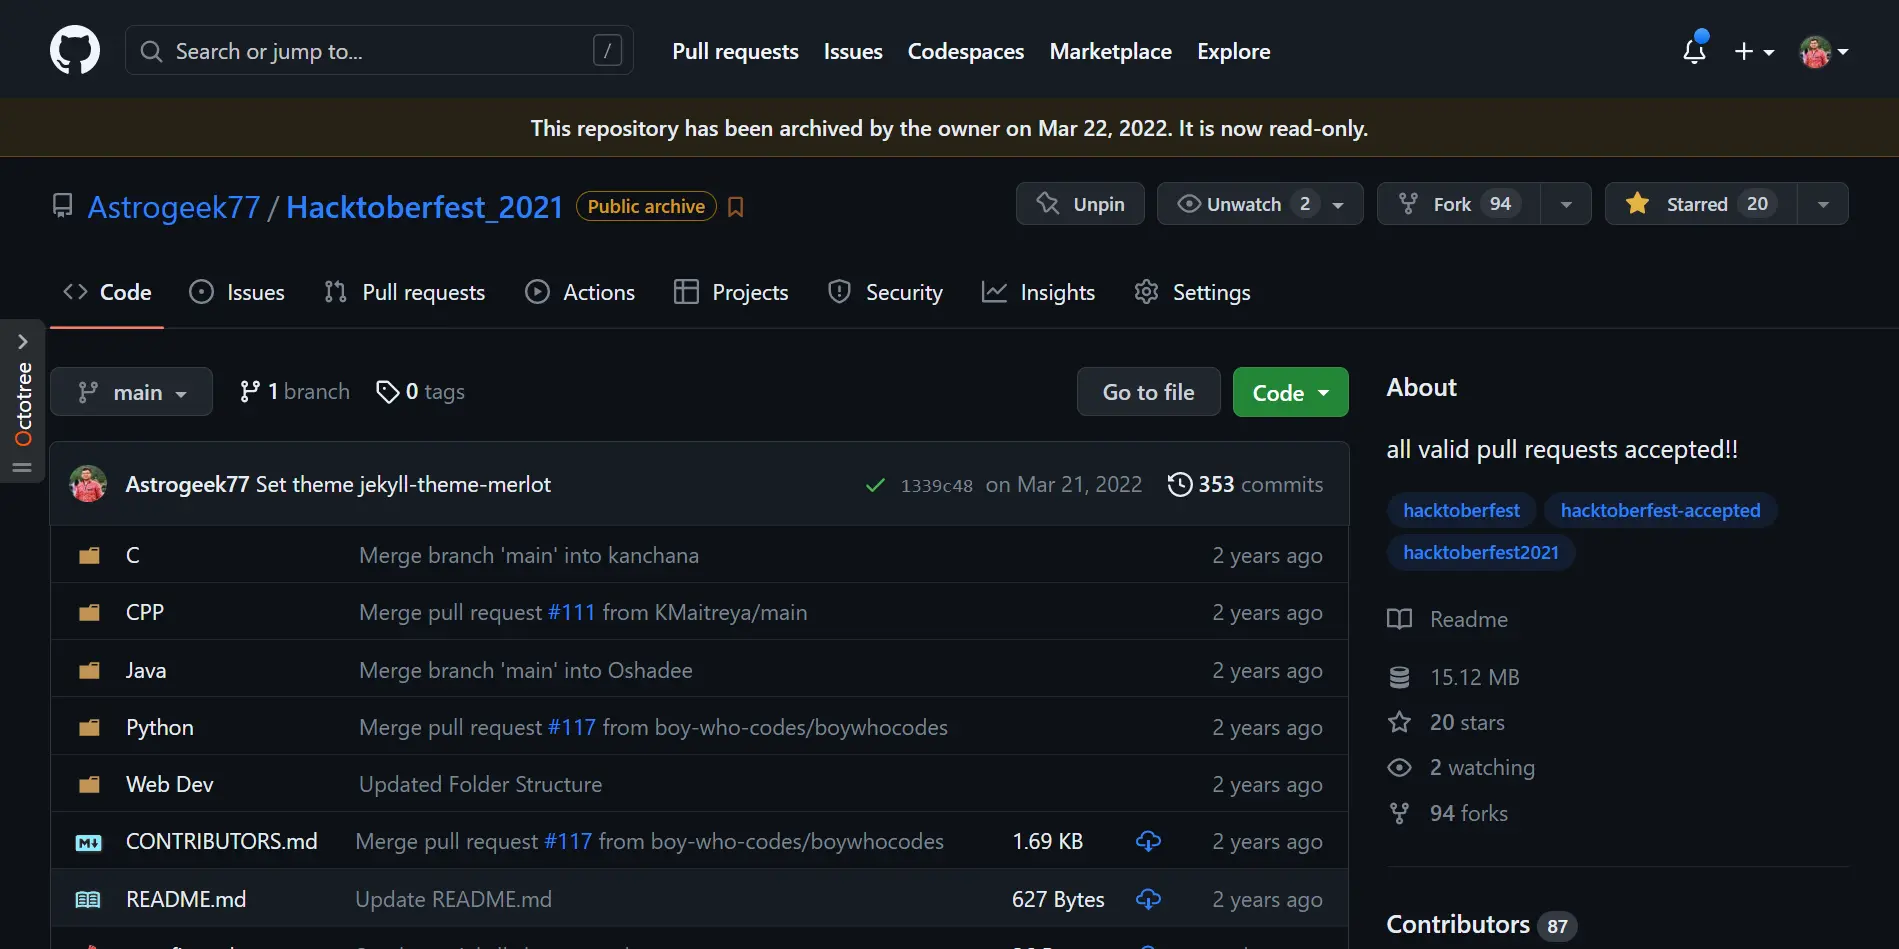 Search or jump to... /
Pull requests Issues Codespaces Marketplace Explore
This repository has been archived by the owner on Mar 22, 2022. It is now read-only.
Astrogeek77 / Hacktoberfest_2021 Public archive
Unpin Unwatch 2 Fork 94 Starred 20
Code Issues Pull requests Actions Projects Security Insights Settings
Octotree
main 1 branch 0 tags Go to file Code
Astrogeek77 Set theme jekyll-theme-merlot 1339c48 on Mar 21, 2022 353 commits
C Merge branch 'main' into kanchana 2 years ago
CPP Merge pull request #111 from KMaitreya/main 2 years ago
Java Merge branch 'main' into Oshadee 2 years ago
Python Merge pull request #117 from boy-who-codes/boywhocodes 2 years ago
Web Dev Updated Folder Structure 2 years ago
M CONTRIBUTORS.md Merge pull request #117 from boy-who-codes/boywhocodes 1.69 KB 2 years ago
README.md Update README.md 627 Bytes 2 years ago
About
all valid pull requests accepted!!
hacktoberfest hacktoberfest-accepted
hacktoberfest2021
Readme
15.12 MB
20 stars
2 watching
94 forks
Contributors 87